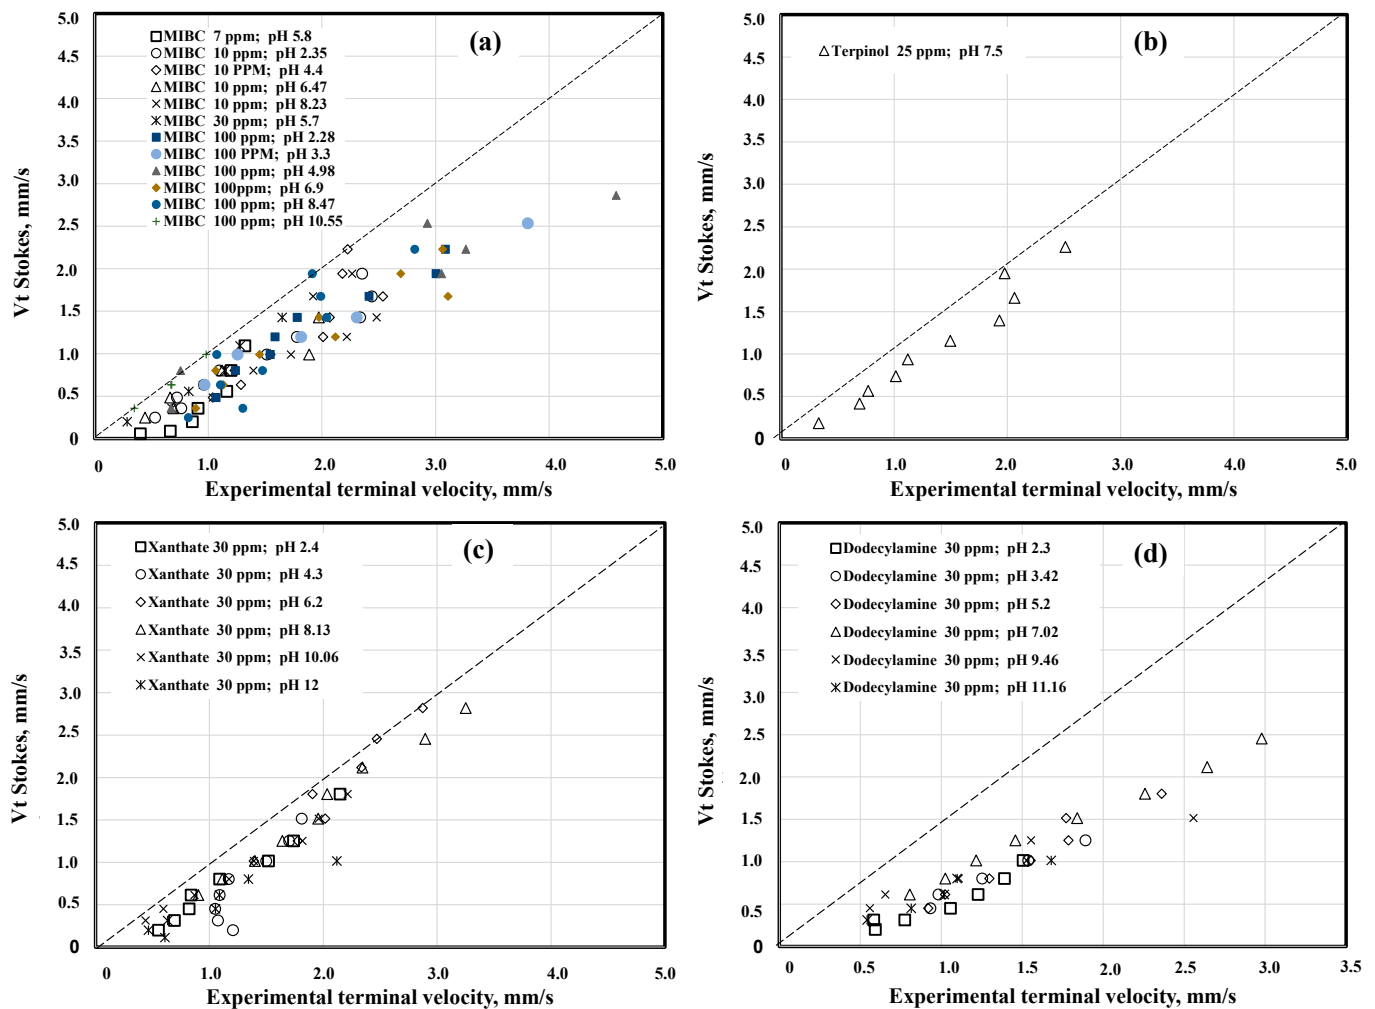 (a)
MIBC 7 ppm; pH 5.8
MIBC 10 ppm; pH 2.35
MIBC 10 PPM; pH 4.4
MIBC 10 ppm; pH 6.47
MIBC 10 ppm; pH 8.23
MIBC 30 ppm; pH 5.7
MIBC 100 ppm; pH 2.28
MIBC 100 PPM; pH 3.3
MIBC 100 ppm; pH 4.98
MIBC 100ppm; pH 6.9
MIBC 100 ppm; pH 8.47
MIBC 100 ppm; pH 10.55
5.0
4.5
4.0
3.5
3.0
2.5
2.0
1.5
1.0
0.5
0
Vt Stokes, mm/s
0 1.0 2.0 3.0 4.0 5.0
Experimental terminal velocity, mm/s
(b)
Terpinol 25 ppm; pH 7.5
5.0
4.5
4.0
3.5
3.0
2.5
2.0
1.5
1.0
0.5
0
Vt Stokes, mm/s
0 1.0 2.0 3.0 4.0 5.0
Experimental terminal velocity, mm/s
(c)
Xanthate 30 ppm; pH 2.4
Xanthate 30 ppm; pH 4.3
Xanthate 30 ppm; pH 6.2
Xanthate 30 ppm; pH 8.13
Xanthate 30 ppm; pH 10.06
Xanthate 30 ppm; pH 12
5.0
4.5
4.0
3.5
3.0
2.5
2.0
1.5
1.0
0.5
0
Vt Stokes, mm/s
0 1.0 2.0 3.0 4.0 5.0
Experimental terminal velocity, mm/s
(d)
Dodecylamine 30 ppm; pH 2.3
Dodecylamine 30 ppm; pH 3.42
Dodecylamine 30 ppm; pH 5.2
Dodecylamine 30 ppm; pH 7.02
Dodecylamine 30 ppm; pH 9.46
Dodecylamine 30 ppm; pH 11.16
5.0
4.5
4.0
3.5
3.0
2.5
2.0
1.5
1.0
0.5
0
Vt Stokes, mm/s
0 0.5 1.0 1.5 2.0 2.5 3.0 3.5
Experimental terminal velocity, mm/s